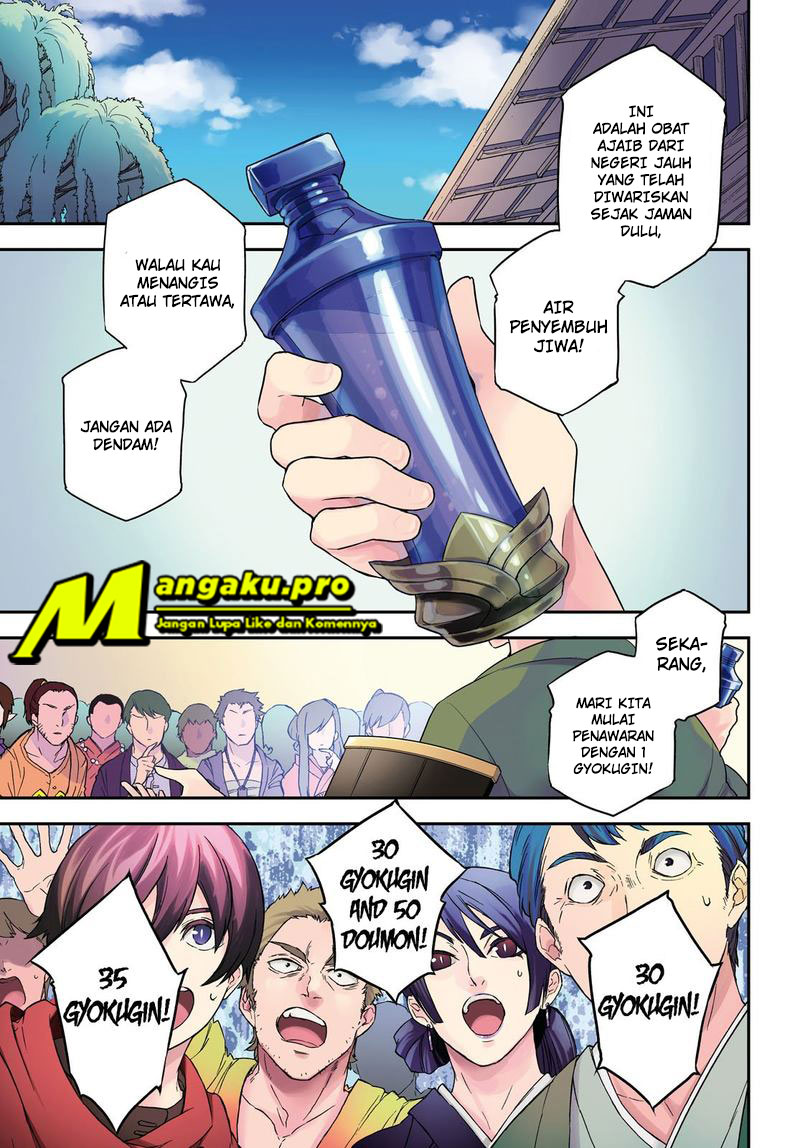 INI
ADALAH OBAT
AJAIB DARI
NEGERI JAUH
YANG TELAH
DIWARISKAN
SEJAK JAMAN
DULU,
AIR
PENYEMBUH
JIWA!
WALAU KAU
MENANGIS
ATAU TERTAWA,
JANGAN ADA
DENDAM!
Mangaku.pro
Jangan Lupa Like dan Komennya
SEKA-
RANG,
MARI KITA
MULAI
PENAWARAN
DENGAN 1
GYOKUGIN!
30
GYOKUGIN!
30
GYOKUGIN
AND 50
DOUMON!
35
GYOKUGIN!